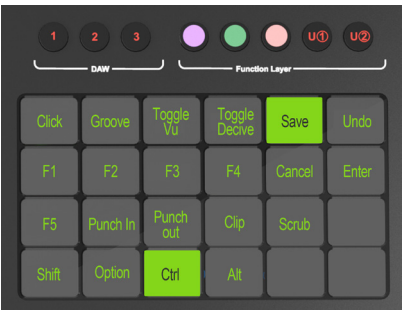 1 2 3 U① U②
DAW Function Layer
Click Groove Toggle Vu Toggle Decive Save Undo
F1 F2 F3 F4 Cancel Enter
F5 Punch In Punch out Clip Scrub
Shift Option Ctrl Alt